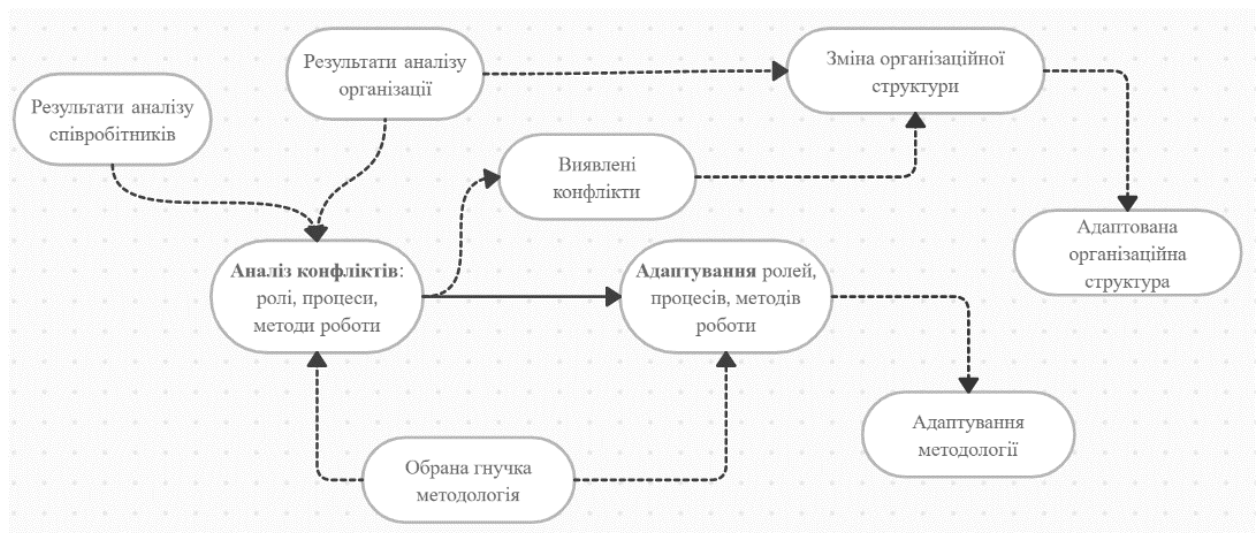 Результати аналізу
співробітників
Результати аналізу
організації
Зміна організаційної
структури
Виявлені
конфлікти
Адаптована
організаційна
структура
Аналіз конфліктів:
ролі, процеси,
методи роботи
Адаптування ролей,
процесів, методів
роботи
Обрана гнучка
методологія
Адаптування
методології